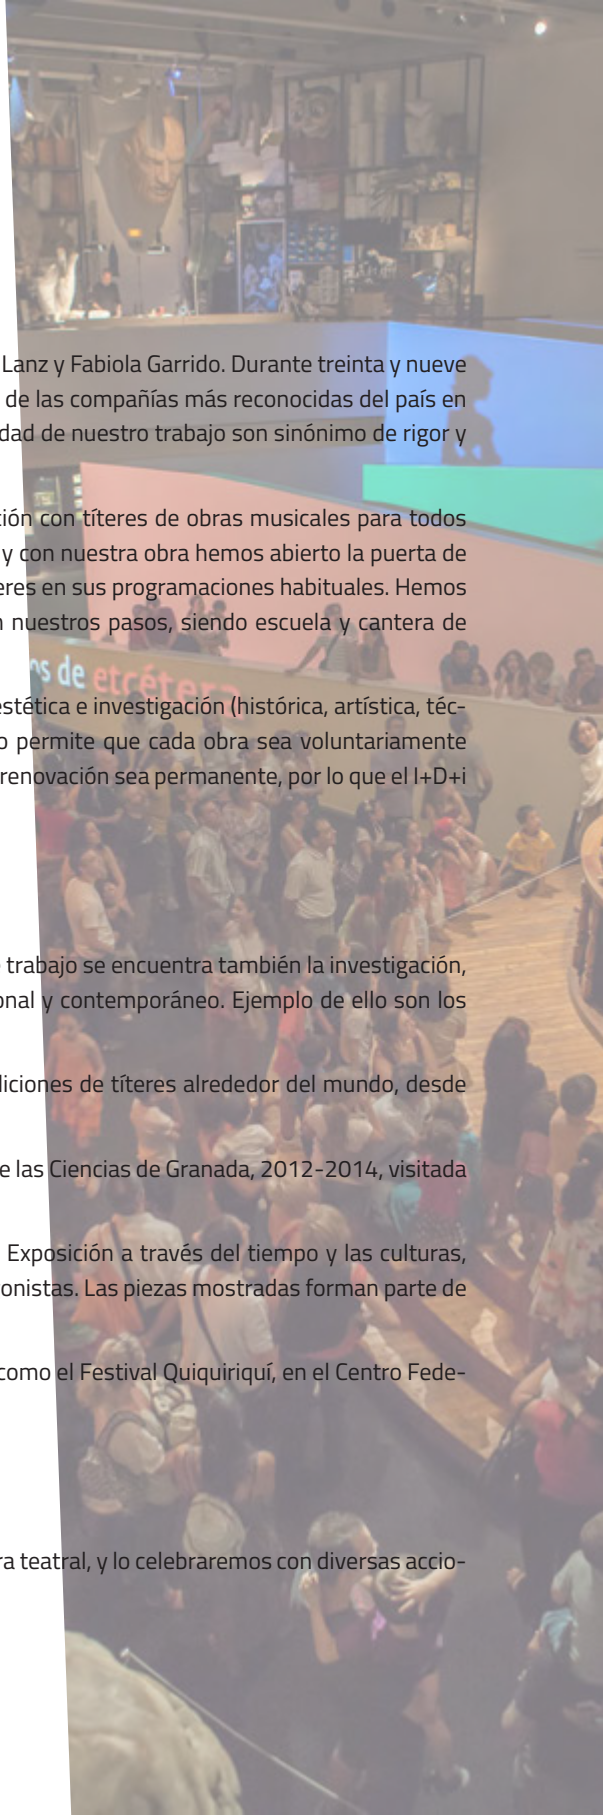 Lanz y Fabiola Garrido. Durante treinta y nueve
de las compañías más reconocidas del país en
dad de nuestro trabajo son sinónimo de rigor y
ión con títeres de obras musicales para todos
y con nuestra obra hemos abierto la puerta de
eres en sus programaciones habituales. Hemos
n nuestros pasos, siendo escuela y cantera de
os de etcétera
estética e investigación (histórica, artística, téc-
o permite que cada obra sea voluntariamente
renovación sea permanente, por lo que el I+D+i
trabajo se encuentra también la investigación,
onal y contemporáneo. Ejemplo de ello son los
diciones de títeres alrededor del mundo, desde
e las Ciencias de Granada, 2012-2014, visitada
Exposición a través del tiempo y las culturas,
onistas. Las piezas mostradas forman parte de
como el Festival Quiquiriquí, en el Centro Fede-
ra teatral, y lo celebraremos con diversas accio-